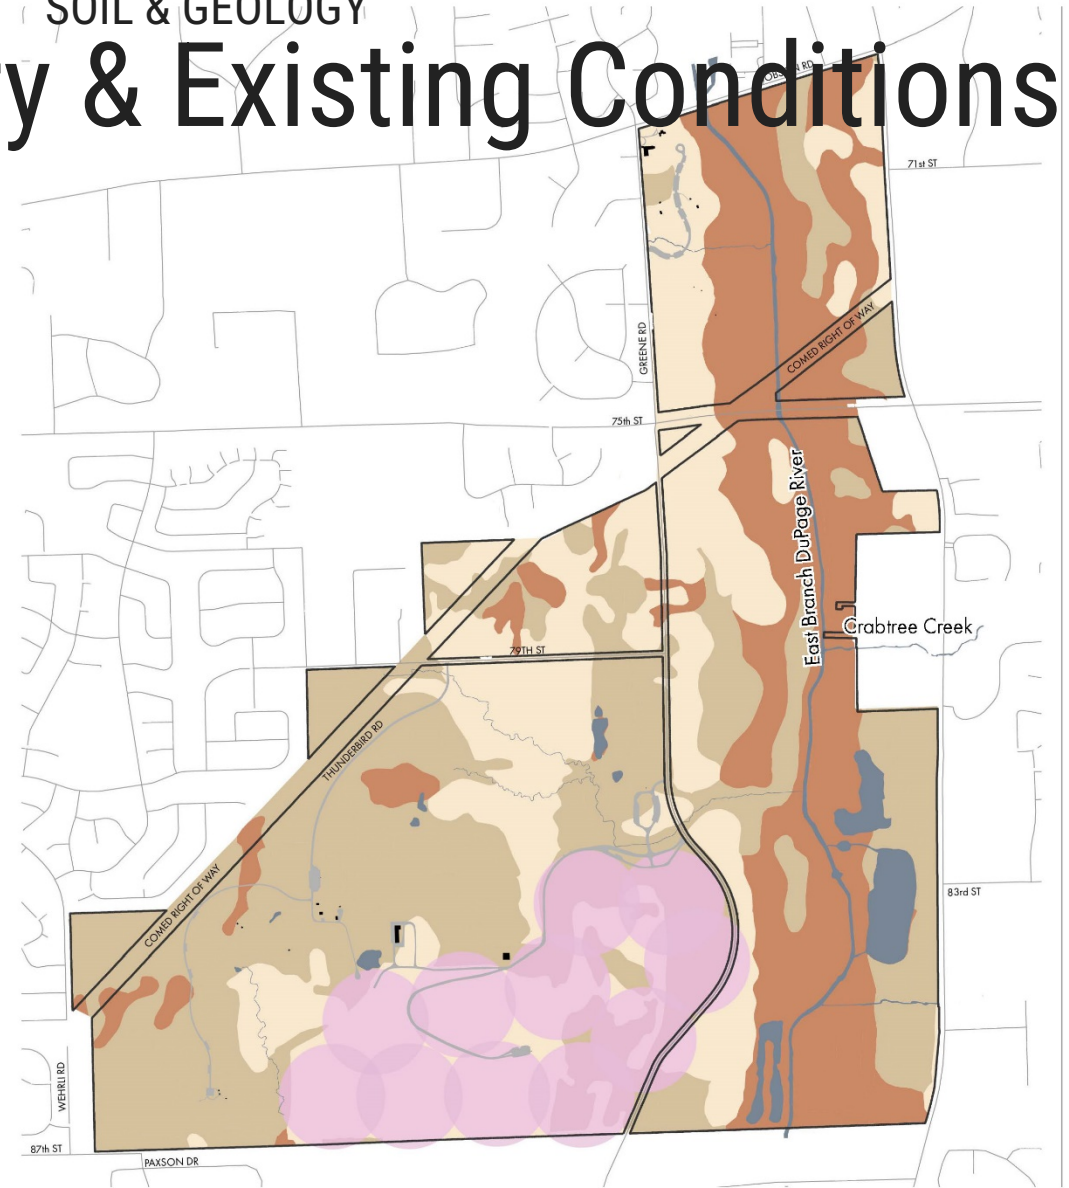 SOIL & GEOLOGY
y & Existing Conditions
71st ST
COMED RIGHT OF WAY
GREENE RD
75th ST
East Branch DuPage River
Crabtree Creek
79TH ST
THUNDERBIRD RD
COMED RIGHT OF WAY
83rd ST
WEHRLI RD
87th ST
PAXSON DR